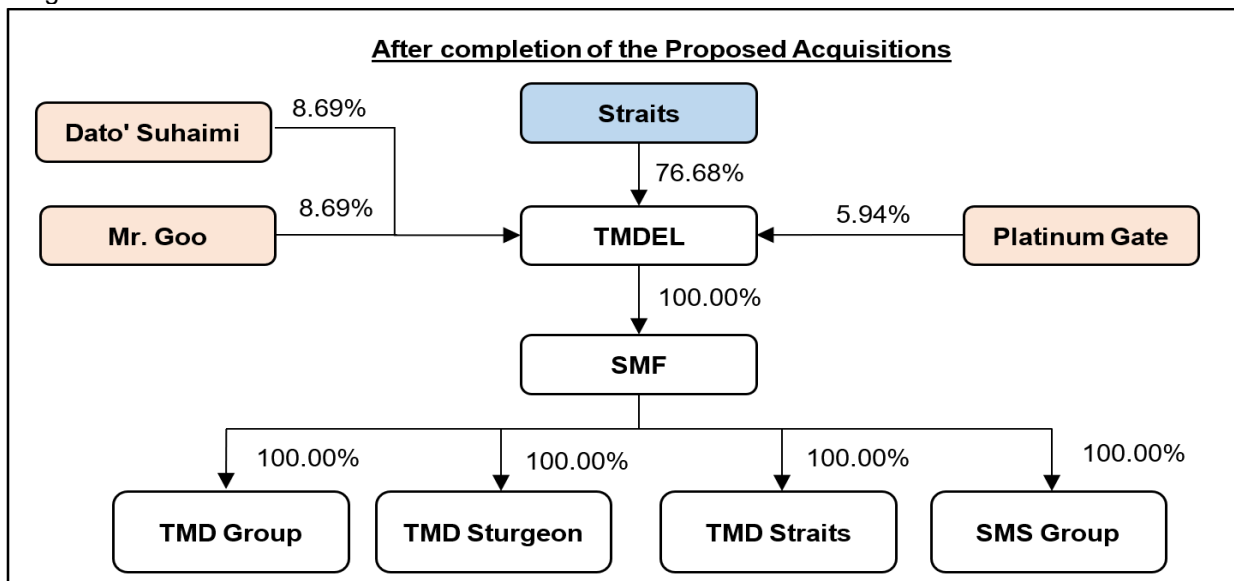 After completion of the Proposed Acquisitions
Dato' Suhaimi
8.69%
Straits
76.68%
Mr. Goo
8.69%
TMDEL
5.94%
Platinum Gate
100.00%
SMF
100.00%
100.00%
100.00%
100.00%
TMD Group
TMD Sturgeon
TMD Straits
SMS Group